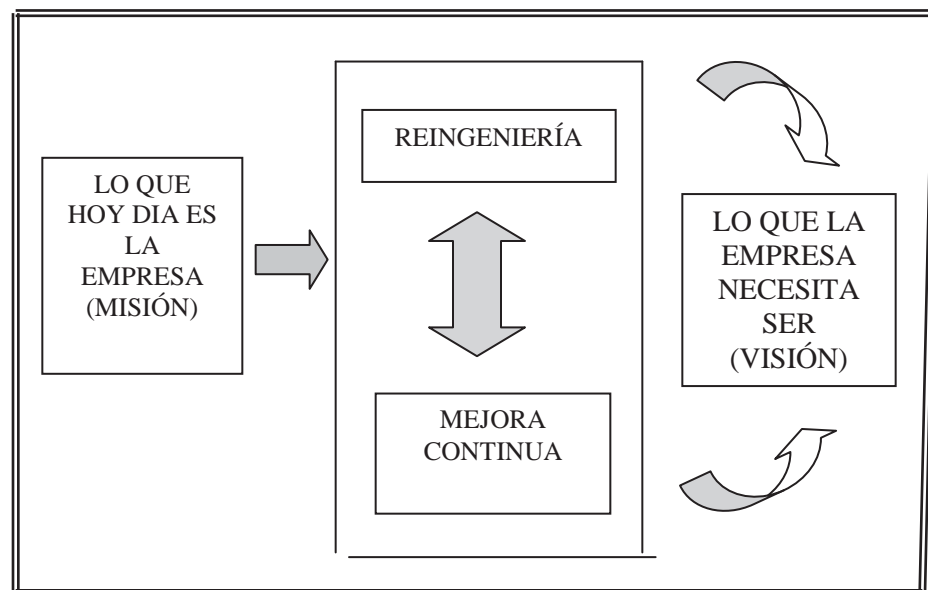 LO QUE
HOY DIA ES
LA
EMPRESA
(MISIÓN)
REINGENIERÍA
MEJORA
CONTINUA
LO QUE LA
EMPRESA
NECESITA
SER
(VISIÓN)